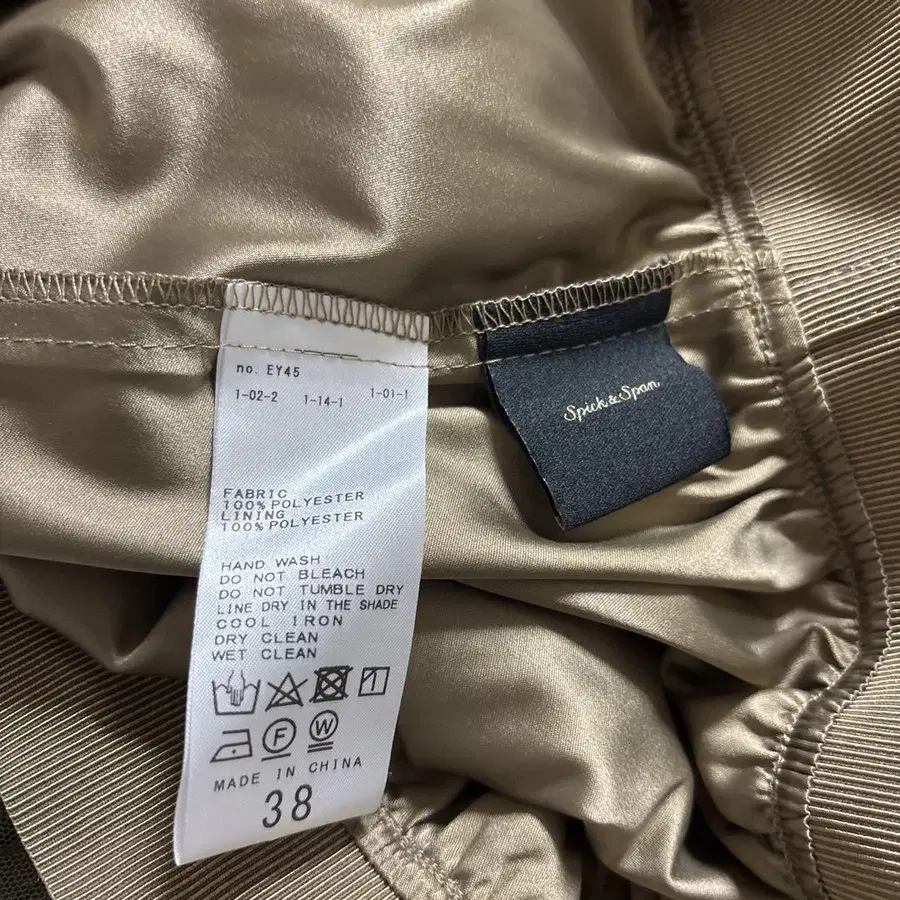 no. EY45
1-02-2 1-14-1 1-01-1
FABRIC
100% POLYESTER
LINING
100% POLYESTER
HAND WASH
DO NOT BLEACH
DO NOT TUMBLE DRY
LINE DRY IN THE SHADE
COOL IRON
DRY CLEAN
WET CLEAN
F W
MADE IN CHINA
38
Spick & Span